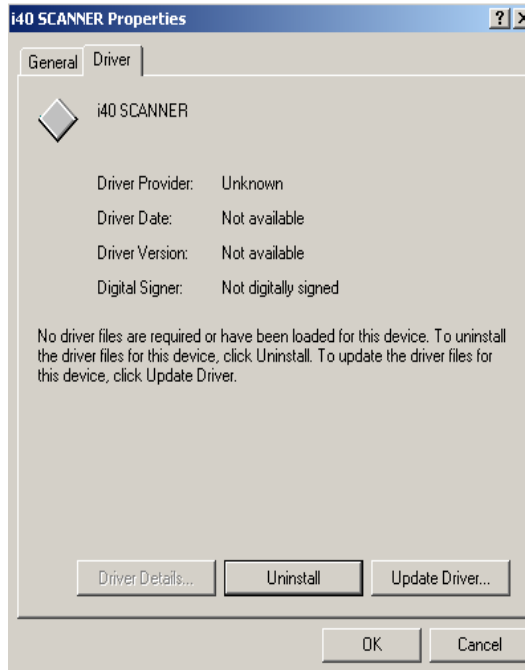 i40 SCANNER Properties
General Driver
i40 SCANNER
Driver Provider: Unknown
Driver Date: Not available
Driver Version: Not available
Digital Signer: Not digitally signed
No driver files are required or have been loaded for this device. To uninstall
the driver files for this device, click Uninstall. To update the driver files for
this device, click Update Driver.
Driver Details... Uninstall Update Driver...
OK Cancel